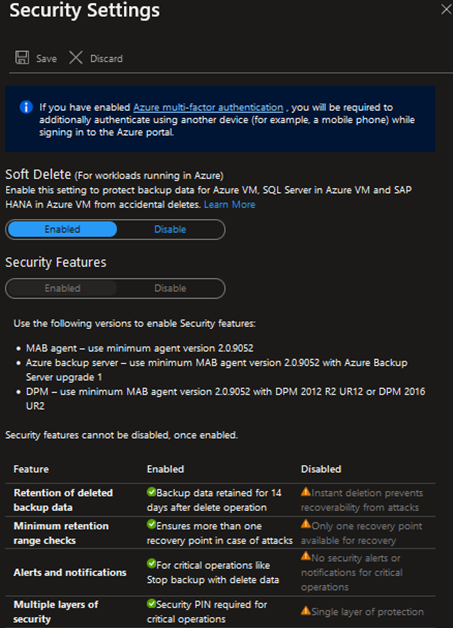 Security Settings
Save Discard
If you have enabled Azure multi-factor authentication , you will be required to
additionally authenticate using another device (for example, a mobile phone) while
signing in to the Azure portal.
Soft Delete (For workloads running in Azure)
Enable this setting to protect backup data for Azure VM, SQL Server in Azure VM and SAP
HANA in Azure VM from accidental deletes. Learn More
Enabled Disable
Security Features
Enabled Disable
Use the following versions to enable Security features:
• MAB agent – use minimum agent version 2.0.9052
• Azure backup server – use minimum MAB agent version 2.0.9052 with Azure Backup
Server upgrade 1
• DPM – use minimum MAB agent version 2.0.9052 with DPM 2012 R2 UR12 or DPM 2016
UR2
Security features cannot be disabled, once enabled.
Feature Enabled Disabled
Retention of deleted
backup data
Backup data retained for 14
days after delete operation
Instant deletion prevents
recoverability from attacks
Minimum retention
range checks
Ensures more than one
recovery point in case of attacks
Only one recovery point
available for recovery
Alerts and notifications
For critical operations like
Stop backup with delete data
No security alerts or
notifications for critical
operations
Multiple layers of
security
Security PIN required for
critical operations
Single layer of protection